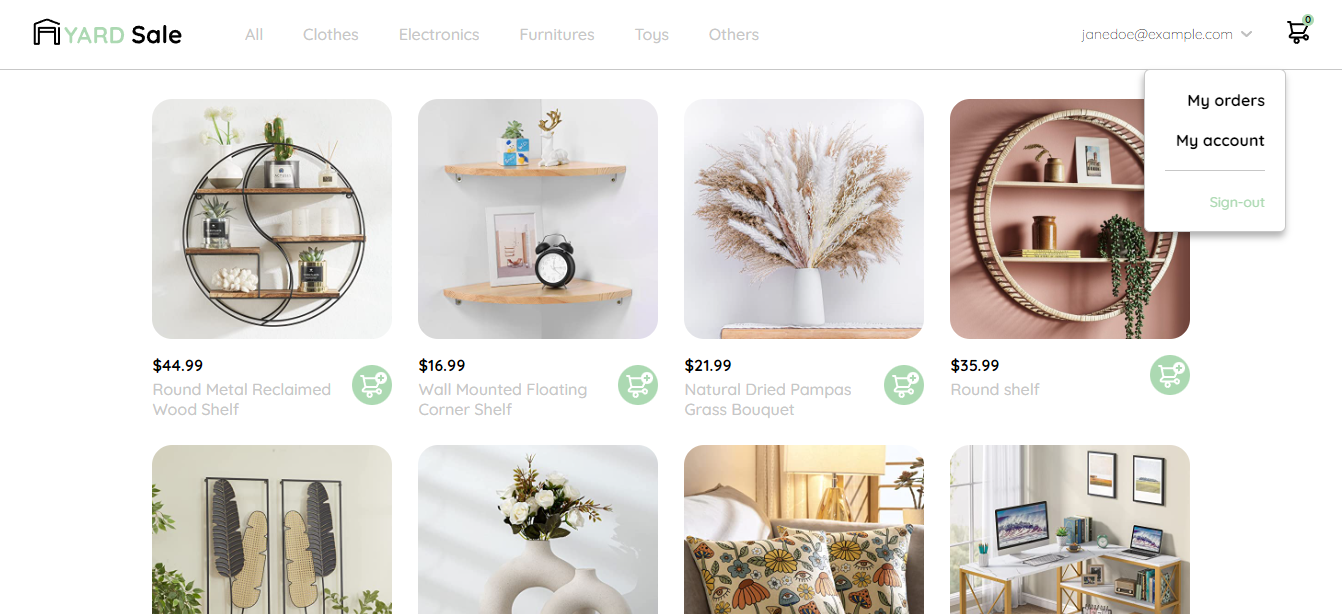 YARD Sale
All
Clothes
Electronics
Furnitures
Toys
Others
janedoe@example.com
0
My orders
My account
Sign-out
$44.99
Round Metal Reclaimed
Wood Shelf
$16.99
Wall Mounted Floating
Corner Shelf
$21.99
Natural Dried Pampas
Grass Bouquet
$35.99
Round shelf